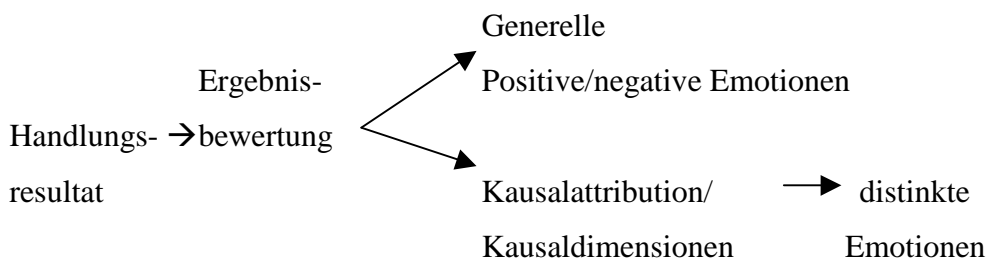 Generelle
Ergebnis- Positive/negative Emotionen
Handlungs- → bewertung
resultat Kausalattribution/ → distinkte
Kausaldimensionen Emotionen